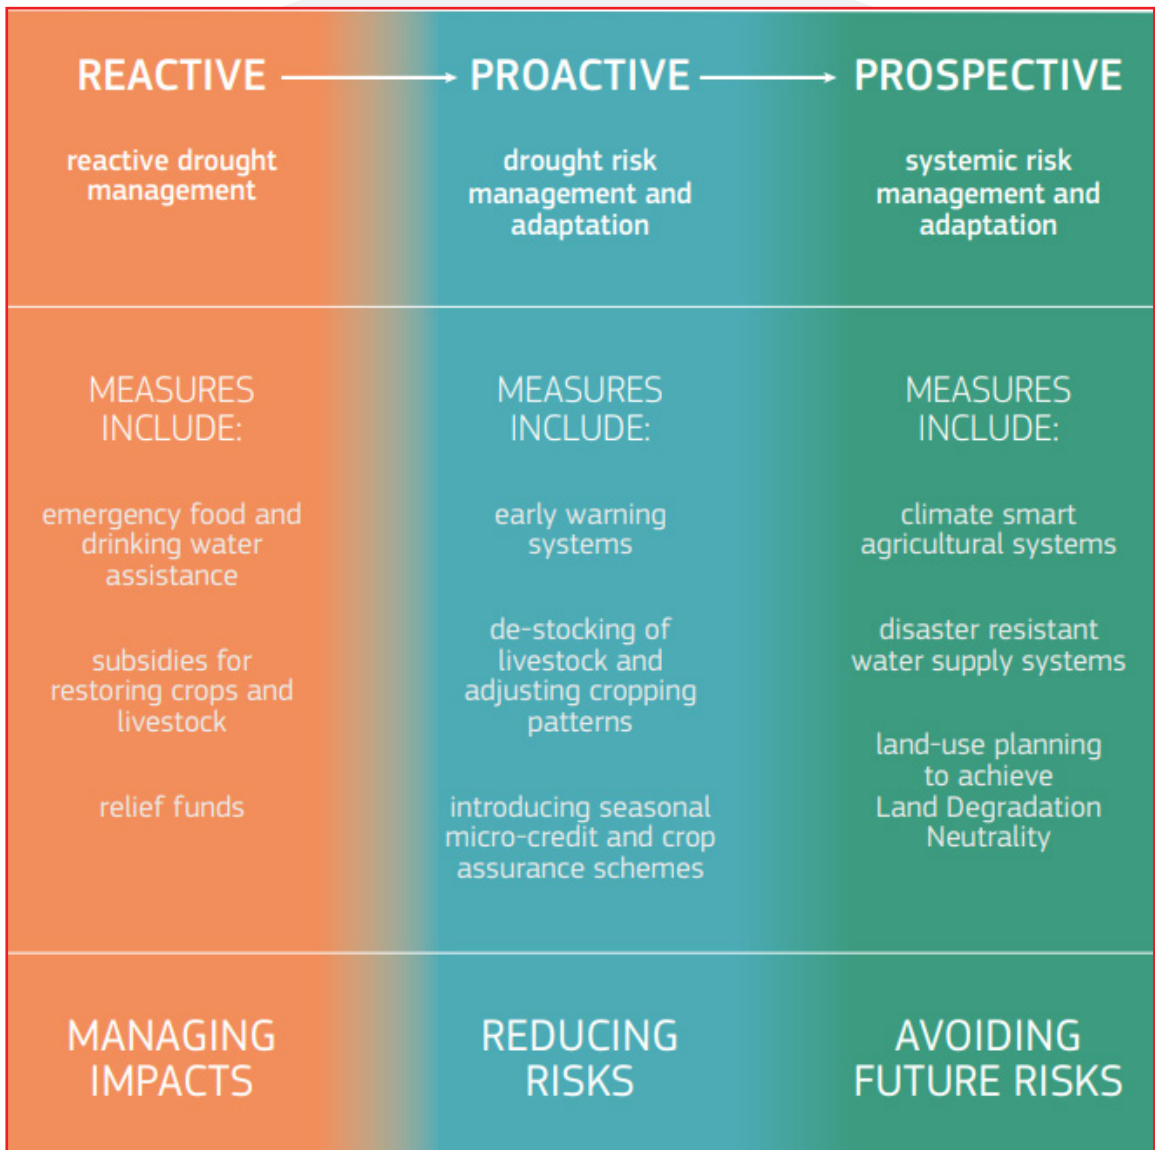 REACTIVE
reactive drought
management
MEASURES
INCLUDE:
emergency food and
drinking water
assistance
subsidies for
restoring crops and
livestock
relief funds
MANAGING
IMPACTS
PROACTIVE
drought risk
management and
adaptation
MEASURES
INCLUDE:
early warning
systems
de-stocking of
livestock and
adjusting cropping
patterns
introducing seasonal
micro-credit and crop
assurance schemes
REDUCING
RISKS
PROSPECTIVE
systemic risk
management and
adaptation
MEASURES
INCLUDE:
climate smart
agricultural systems
disaster resistant
water supply systems
land-use planning
to achieve
Land Degradation
Neutrality
AVOIDING
FUTURE RISKS